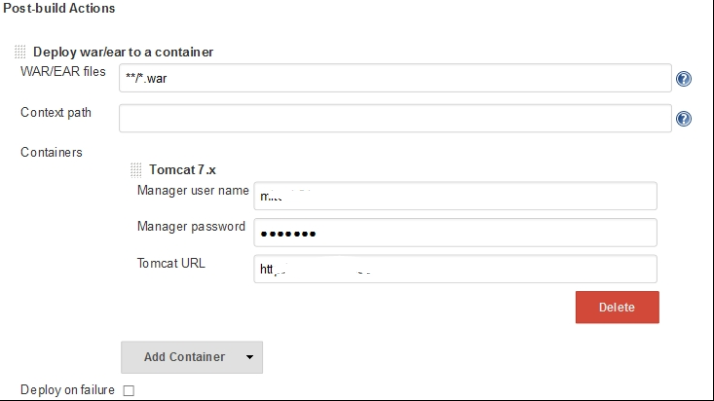 Post-build Actions
Deploy war/ear to a container
WAR/EAR files
**/*.war
Context path
Containers
Tomcat 7.x
Manager user name
Manager password
•••••••
Tomcat URL
Delete
Add Container
Deploy on failure